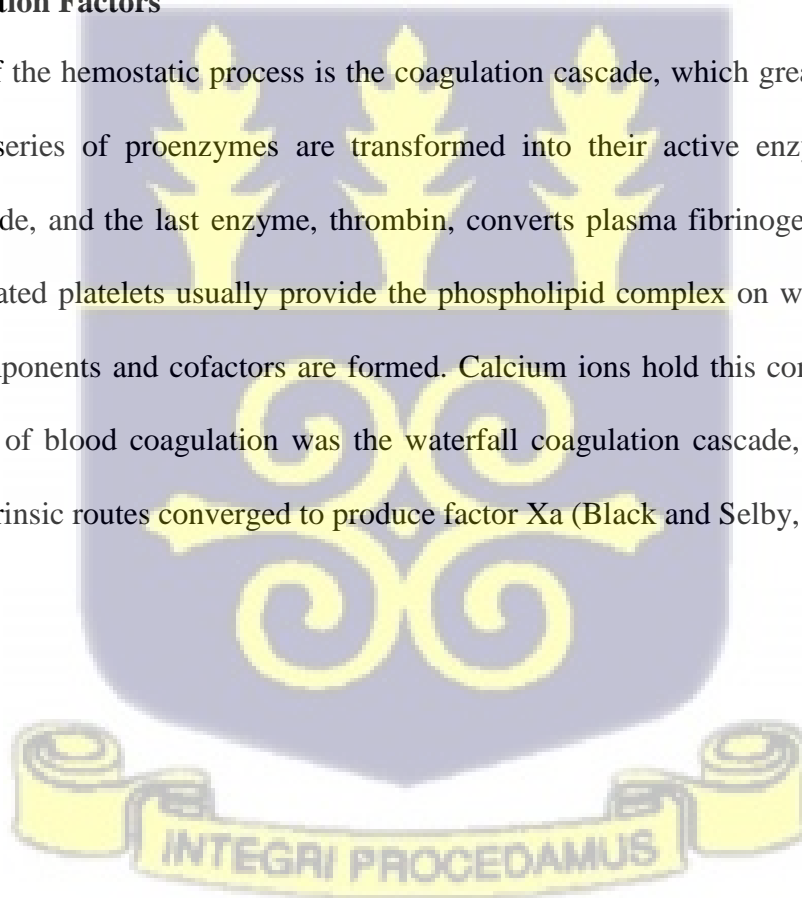 tion Factors
f the hemostatic process is the coagulation cascade, which grea
series of proenzymes are transformed into their active enzy
de, and the last enzyme, thrombin, converts plasma fibrinoge
ated platelets usually provide the phospholipid complex on w
ponents and cofactors are formed. Calcium ions hold this co
of blood coagulation was the waterfall coagulation cascade,
rinsic routes converged to produce factor Xa (Black and Selby,
INTEGRI PROCEDAMUS